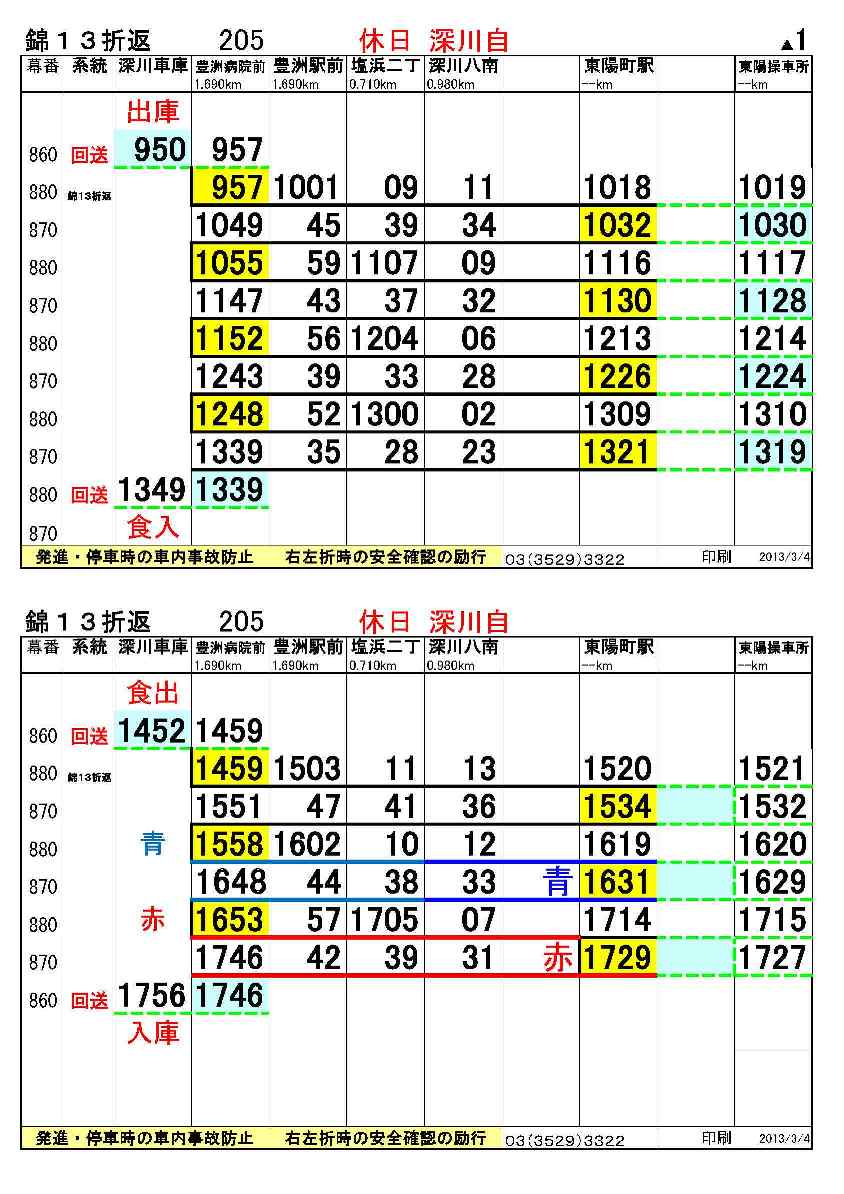 錦１３折返 205 休日 深川自 ▲1
幕番 系統 深川車庫 豊洲病院前 豊洲駅前 塩浜二丁 深川八南 東陽町駅 東陽操車所
1.690km 1.690km 0.710km 0.980km --km --km
出庫
860 回送 950 957
880 錦13折返 957 1001 09 11 1018 1019
870 1049 45 39 34 1032 1030
880 1055 59 1107 09 1116 1117
870 1147 43 37 32 1130 1128
880 1152 56 1204 06 1213 1214
870 1243 39 33 28 1226 1224
880 1248 52 1300 02 1309 1310
870 1339 35 28 23 1321 1319
880 回送 1349 1339
870 食入
発進・停車時の車内事故防止 右左折時の安全確認の励行 03(3529)3322 印刷 2013/3/4
錦１３折返 205 休日 深川自
幕番 系統 深川車庫 豊洲病院前 豊洲駅前 塩浜二丁 深川八南 東陽町駅 東陽操車所
1.690km 1.690km 0.710km 0.980km --km --km
食出
860 回送 1452 1459
880 錦13折返 1459 1503 11 13 1520 1521
870 1551 47 41 36 1534 1532
880 青 1558 1602 10 12 1619 1620
870 1648 44 38 33 青 1631 1629
880 赤 1653 57 1705 07 1714 1715
870 1746 42 39 31 赤 1729 1727
860 回送 1756 1746
入庫
発進・停車時の車内事故防止 右左折時の安全確認の励行 03(3529)3322 印刷 2013/3/4